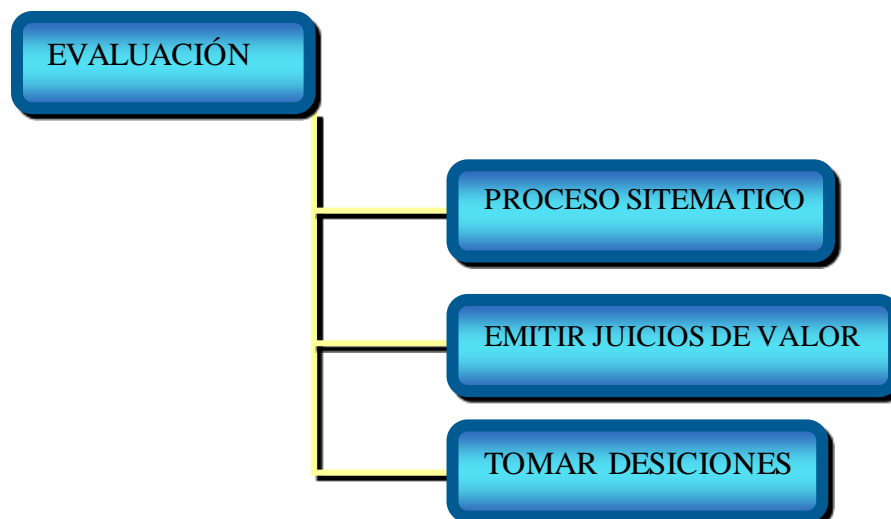 EVALUACIÓN
PROCESO SITEMATICO
EMITIR JUICIOS DE VALOR
TOMAR DESICIONES